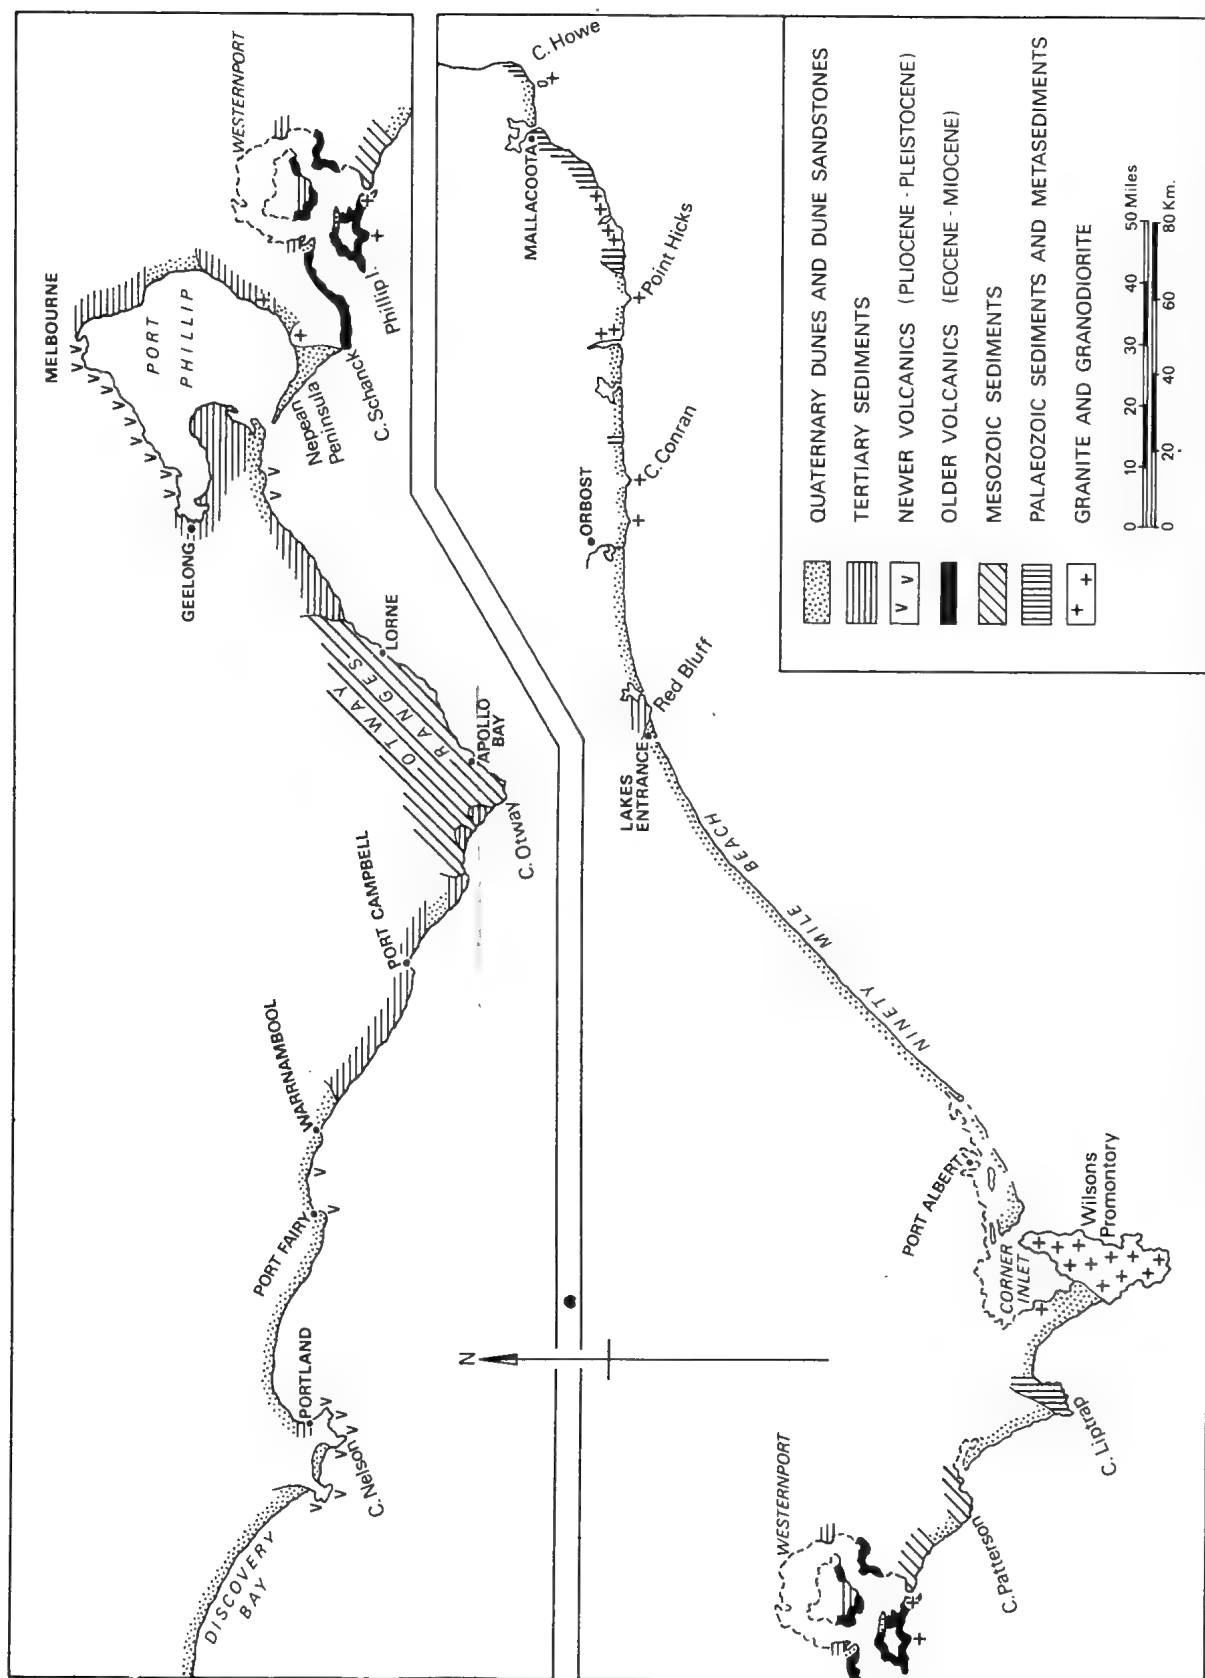 DISCOVERY
BAY
C. Nelson
PORTLAND
PORT FAIRY
WARRNAMBOOL
PORT CAMPBELL
C. Otway
APOLLO
BAY
OTWAY
RANGES
LORNE
GEELONG
MELBOURNE
PORT
PHILLIP
Nepean
Peninsula
C. Schanck
Phillip I.
WESTERNPORT
N
WESTERNPORT
C. Patterson
C. Liptrap
CORNER
INLET
Wilsons
Promontory
PORT ALBERT
NINETY MILE BEACH
LAKES
ENTRANCE
Red Bluff
ORBOST
C. Conran
Point Hicks
MALLACOOTA
C. Howe
QUATERNARY DUNES AND DUNE SANDSTONES
TERTIARY SEDIMENTS
V V NEWER VOLCANICS (PLIOCENE - PLEISTOCENE)
OLDER VOLCANICS (EOCENE - MIOCENE)
MESOZOIC SEDIMENTS
PALAEOZOIC SEDIMENTS AND METASEDIMENTS
+ + GRANITE AND GRANODIORITE
0 10 20 30 40 50 Miles
0 20 40 60 80 Km.